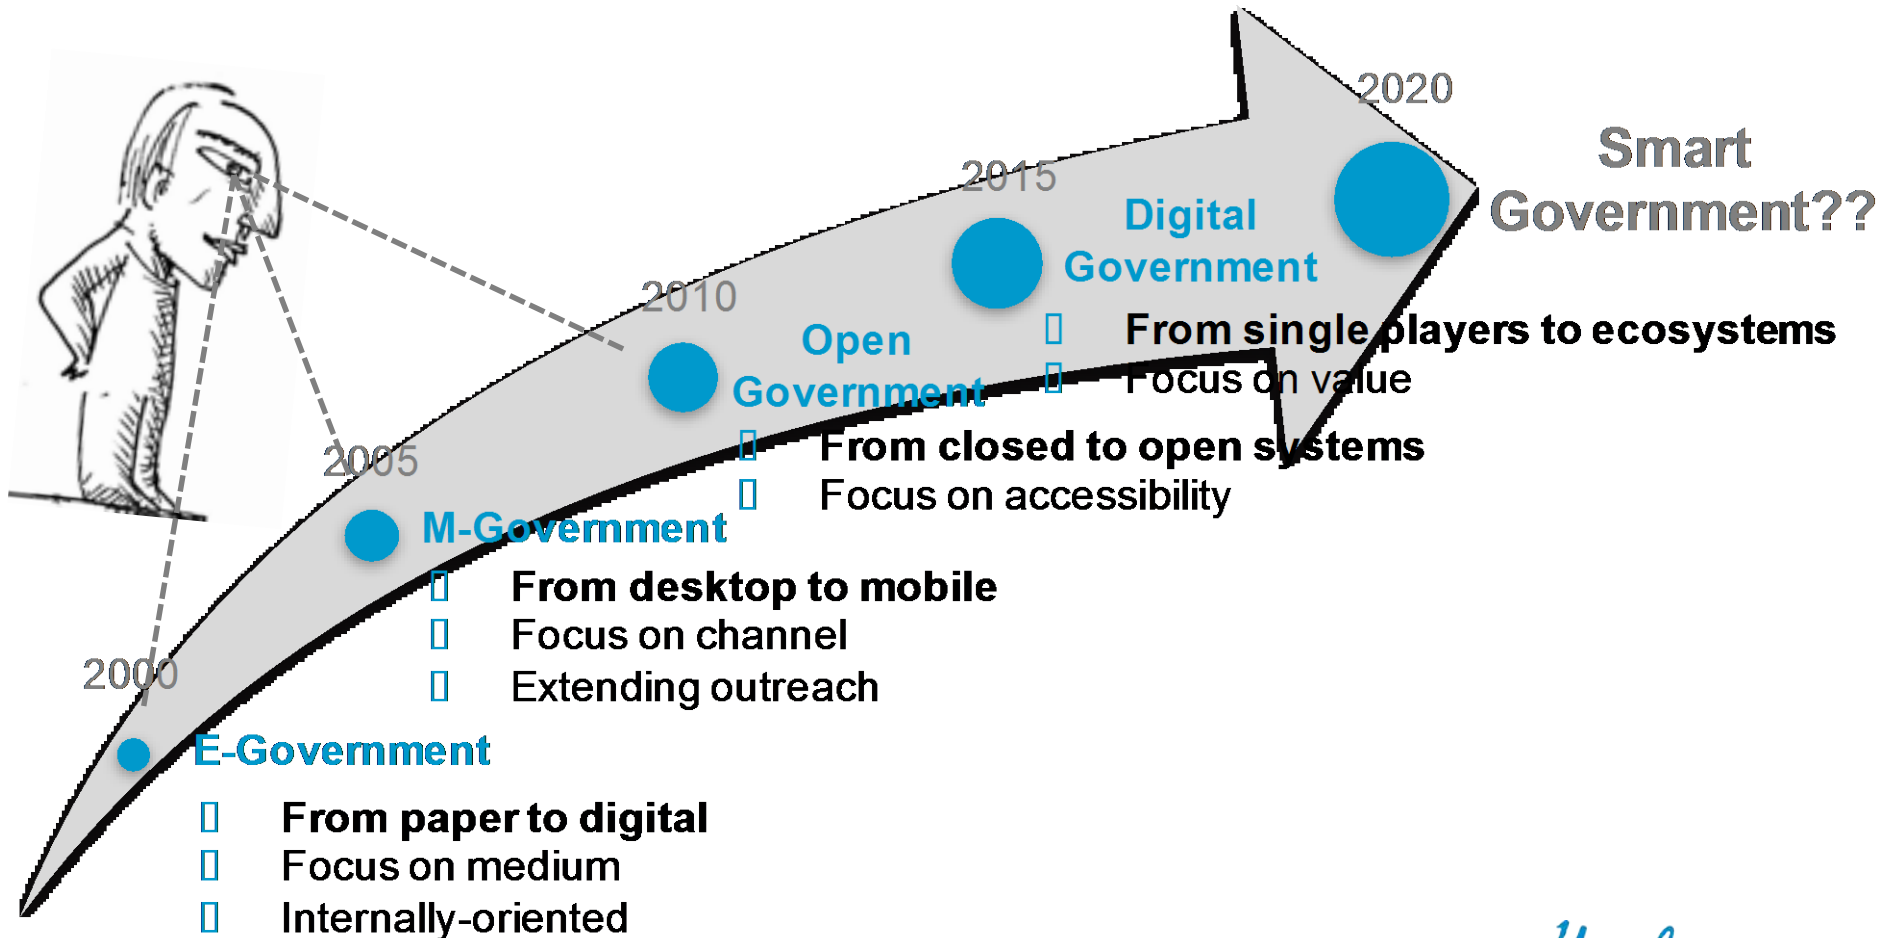 2000
E-Government
From paper to digital
Focus on medium
Internally-oriented
2005
M-Government
From desktop to mobile
Focus on channel
Extending outreach
2010
Open
Government
From closed to open systems
Focus on accessibility
2015
Digital
Government
From single players to ecosystems
Focus on value
2020
Smart
Government??